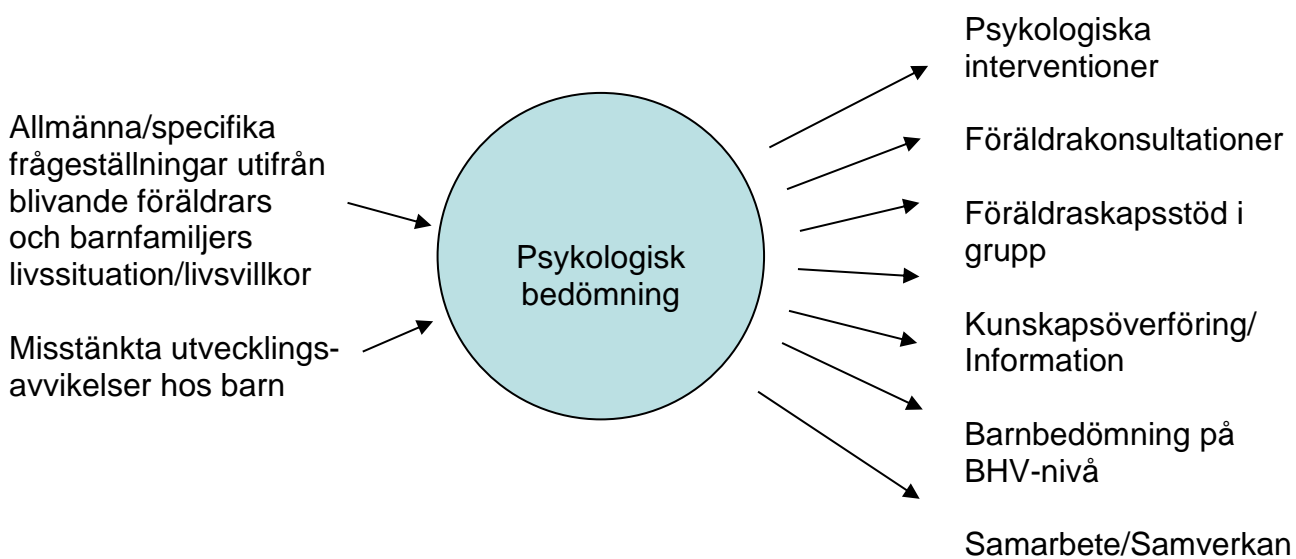 Allmänna/specifika
frågeställningar utifrån
blivande föräldrars
och barnfamiljers
livssituation/livsvillkor
Misstänkta utvecklings-
avvikelser hos barn
Psykologisk
bedömning
Psykologiska
interventioner
Föräldrakonsultationer
Föräldraskapsstöd i
grupp
Kunskapsöverföring/
Information
Barnbedömning på
BHV-nivå
Samarbete/Samverkan